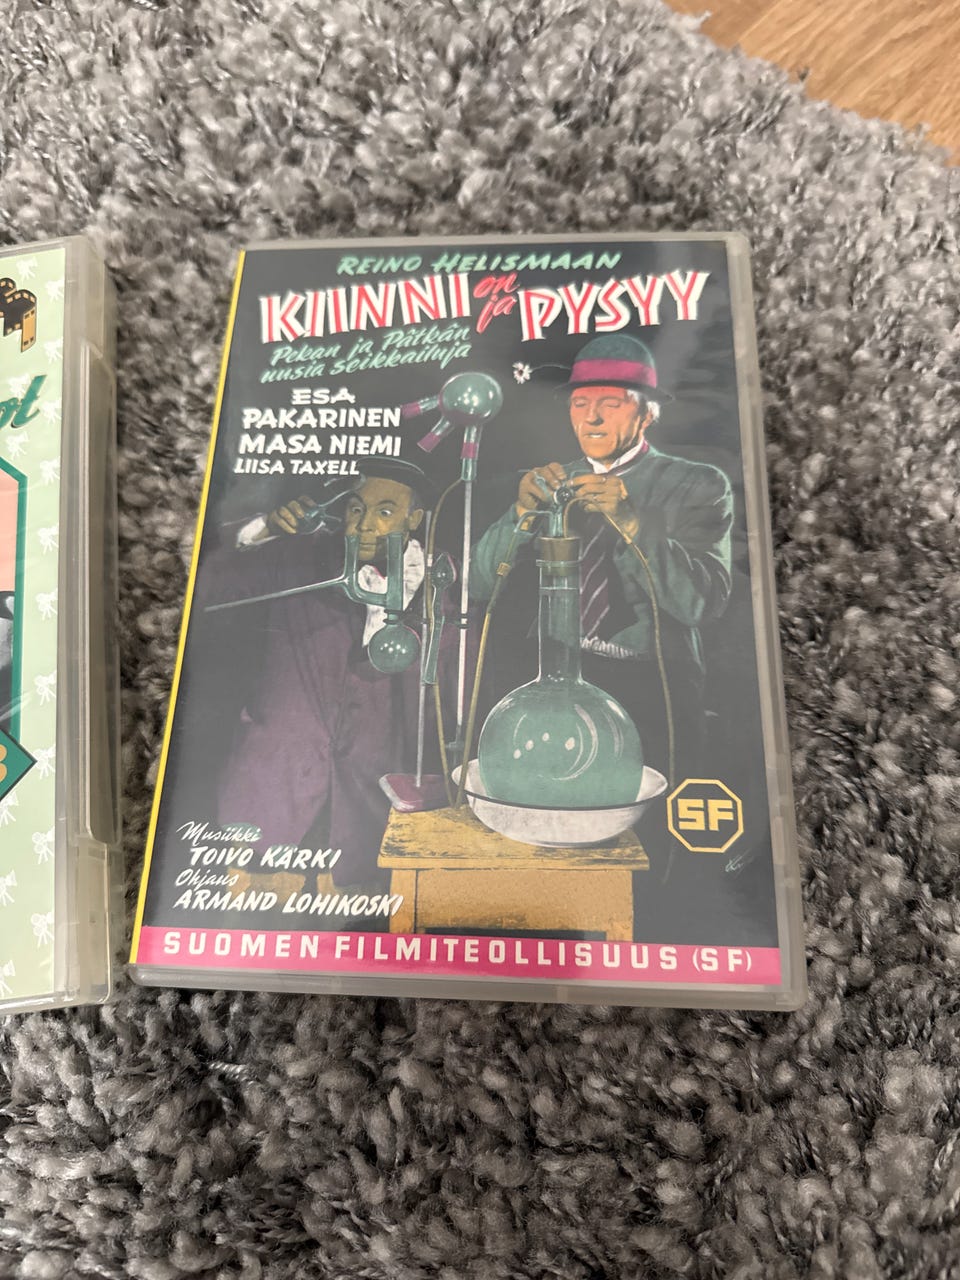 REINO HELISMAAN
KIINNI on ja PYSYY
Pekan ja Pätkän
uusia seikkailuja
ESA
PAKARINEN
MASA NIEMI
LIISA TAXELL
SF
Musiikki
TOIVO KÄRKI
Ohjaus
ARMAND LOHIKOSKI
SUOMEN FILMITEOLLISUUS (SF)